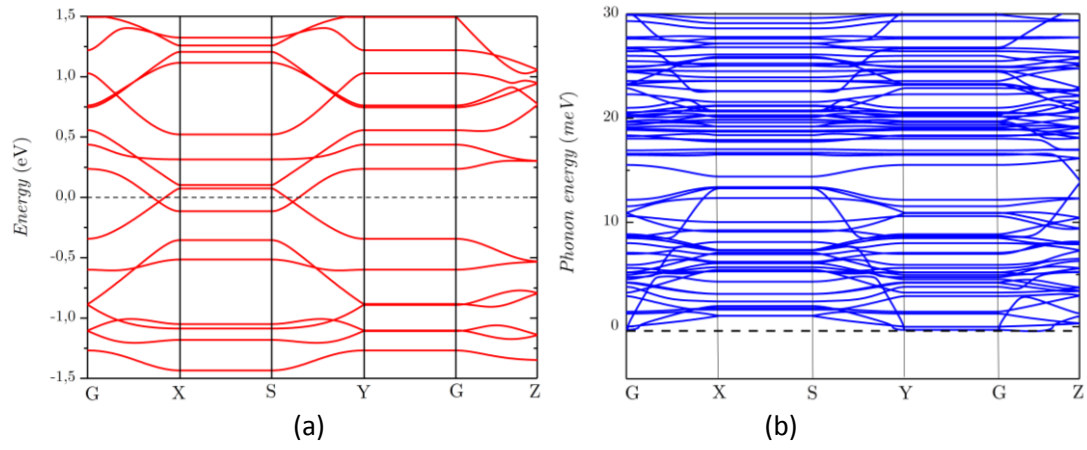 Energy (eV)
1,5
1,0
0,5
0,0
-0,5
-1,0
-1,5
G X S Y G Z
(a)
Phonon energy (meV)
30
20
10
0
G X S Y G Z
(b)